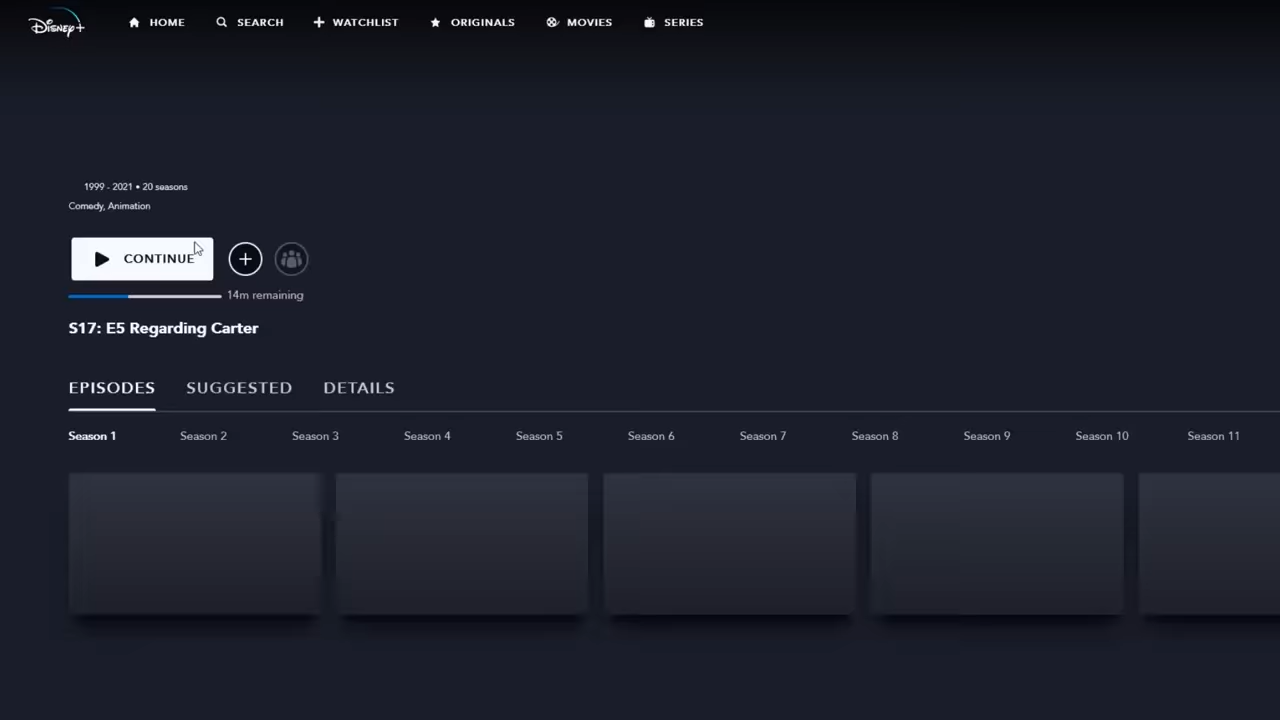 Disney+ HOME SEARCH WATCHLIST ORIGINALS MOVIES SERIES
1999 - 2021 • 20 seasons
Comedy, Animation
CONTINUE
14m remaining
S17: E5 Regarding Carter
EPISODES SUGGESTED DETAILS
Season 1 Season 2 Season 3 Season 4 Season 5 Season 6 Season 7 Season 8 Season 9 Season 10 Season 11